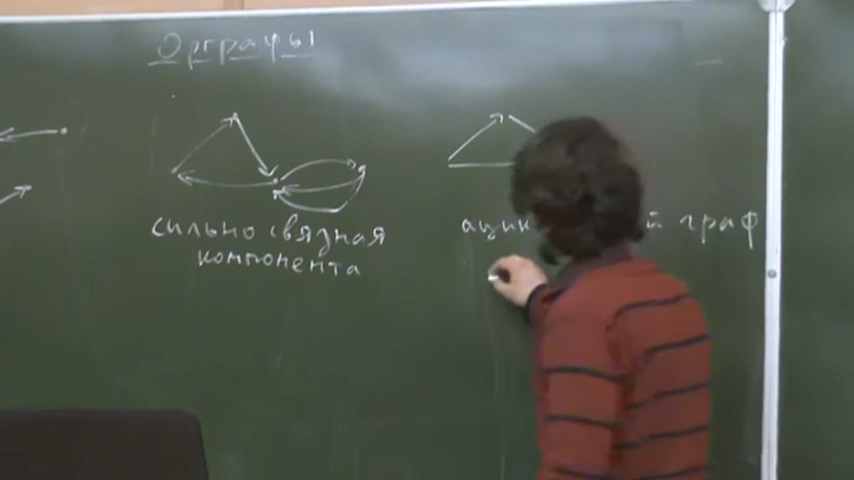 Орграфы
сильно связная
компонента
граф